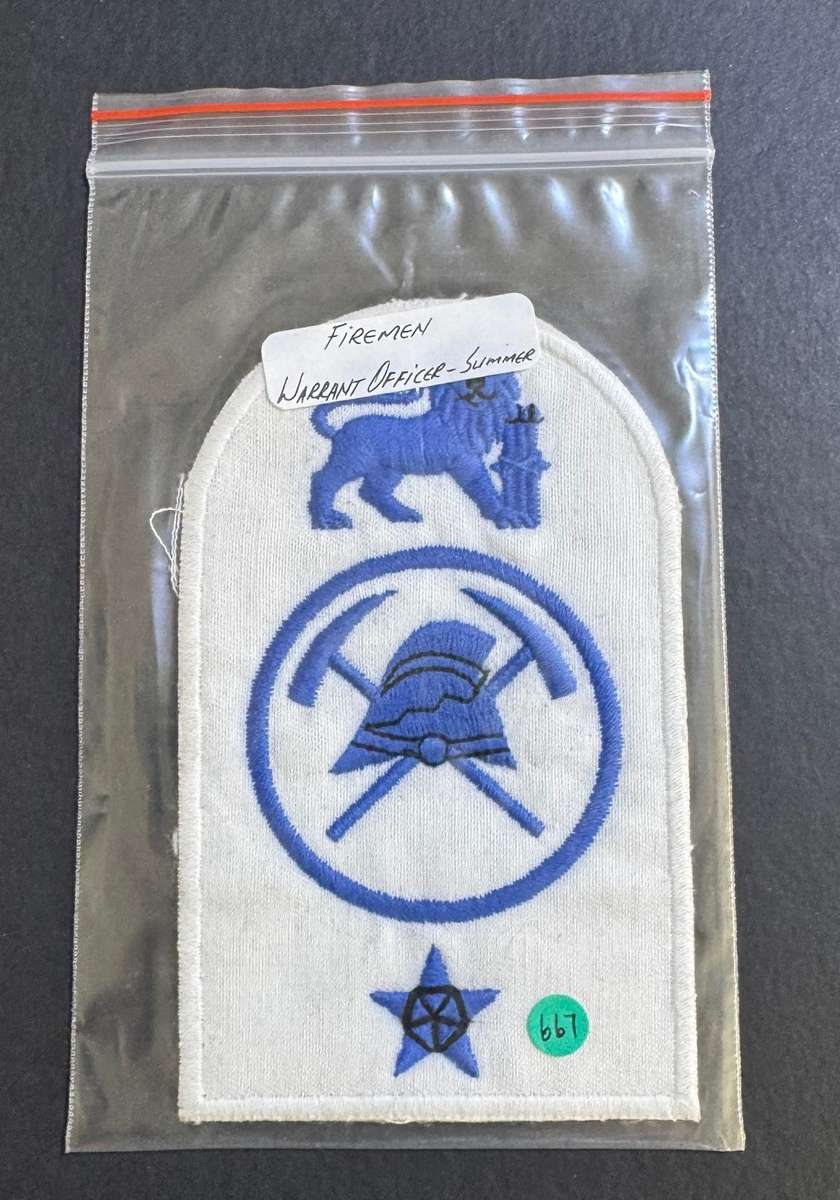 FIREMEN
WARRANT OFFICER - SUMMER
667